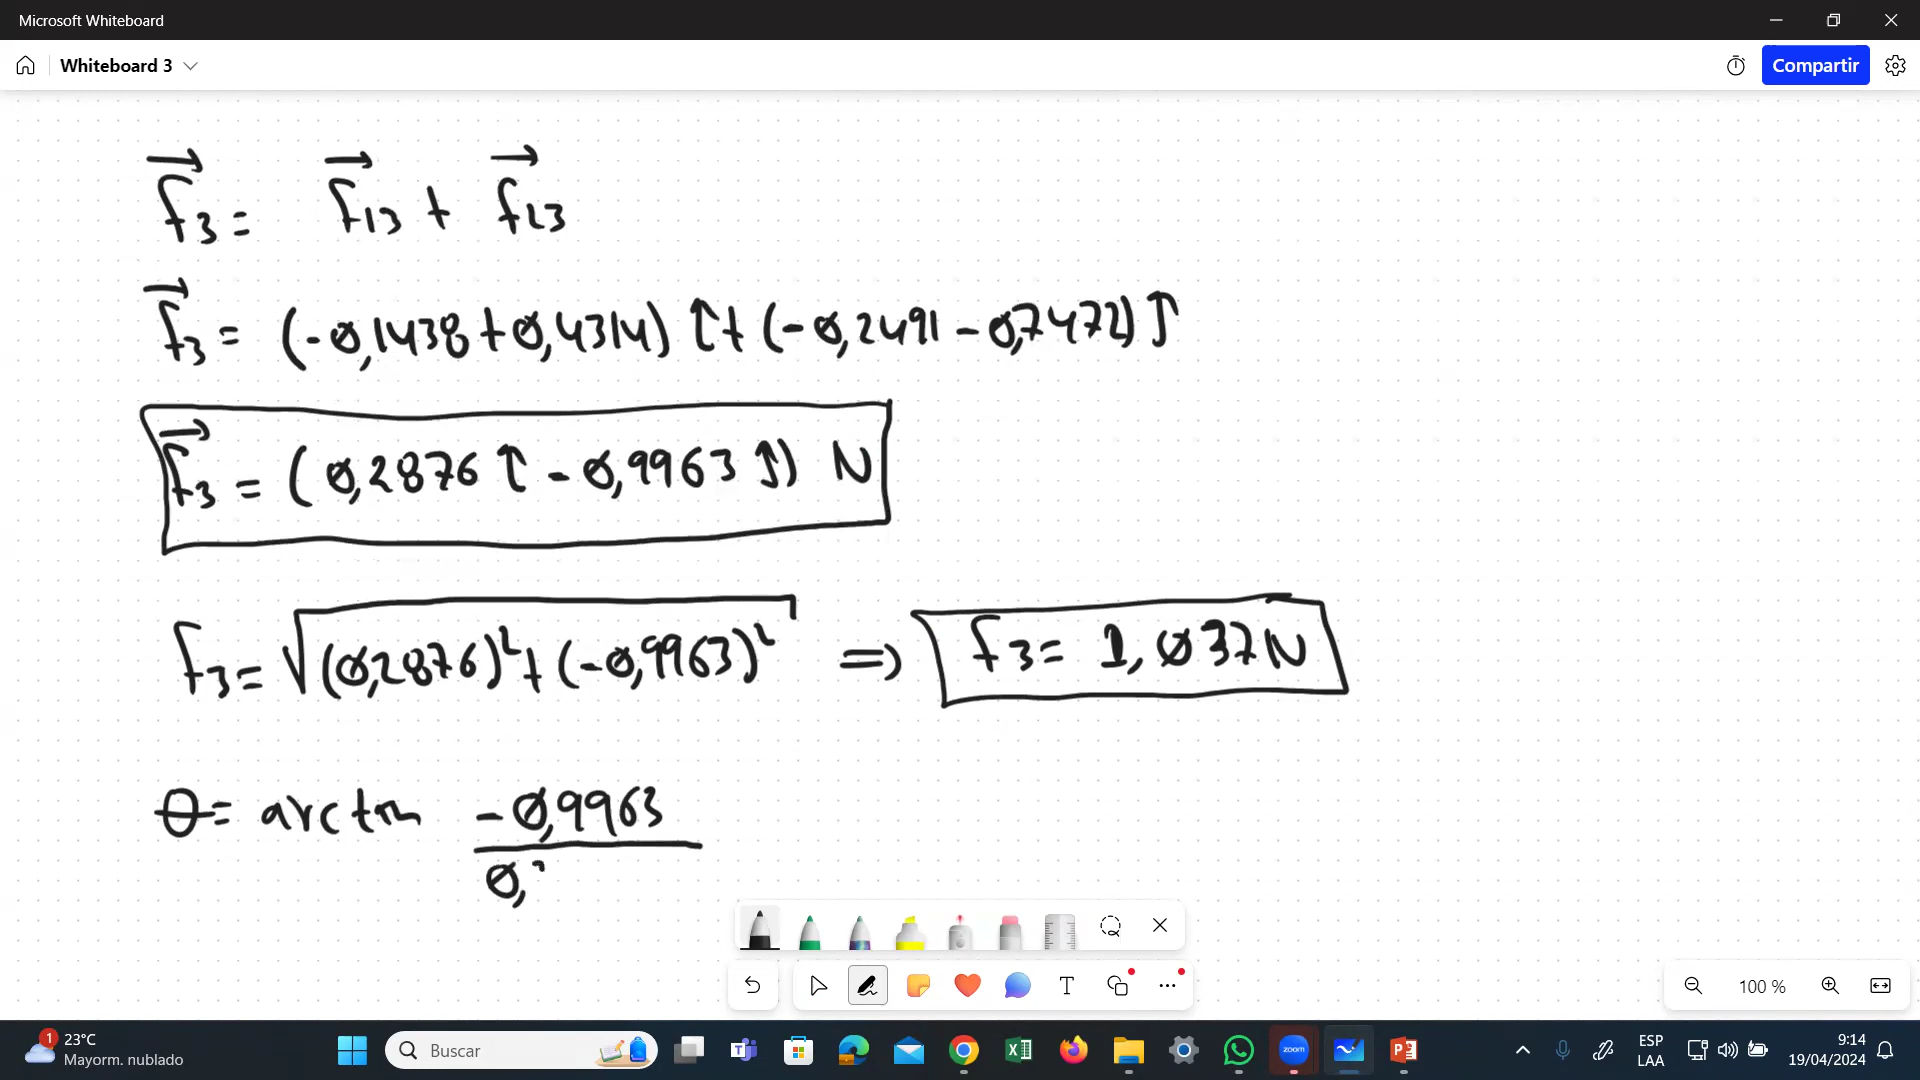 Microsoft Whiteboard
Whiteboard 3
Compartir
f₃ = f₁₃ + f₂₃
f₃ = (-0,1438 + 0,4314) î + (-0,2491 - 0,7472) ĵ
f₃ = (0,2876 î - 0,9963 ĵ) N
f₃ = √(0,2876)² + (-0,9963)² ⇒ f₃ = 1,037 N
θ = arctan -0,9963
0,
T
100 %
1
23°C
Mayorm. nublado
Buscar
zoom
ESP
LAA
9:14
19/04/2024